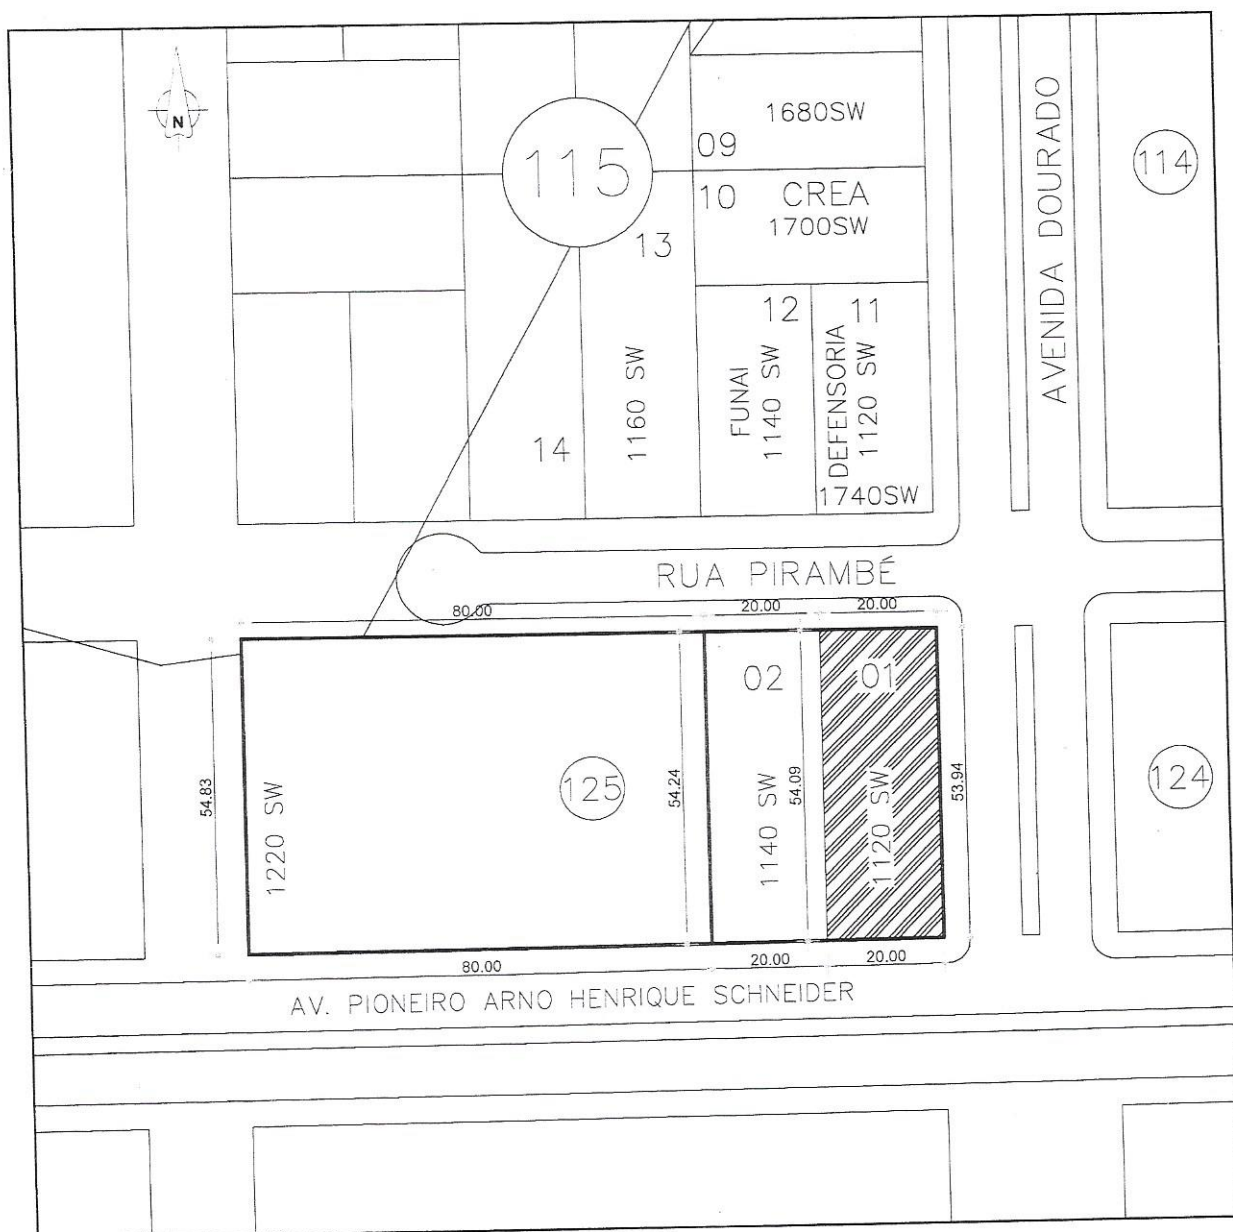 N
115
1680SW
09
10
CREA
1700SW
13
12
11
FUNAI
1140 SW
DEFENSORIA
1120 SW
1160 SW
14
1740SW
AVENIDA DOURADO
114
RUA PIRAMBÉ
80.00
20.00
20.00
02
01
54.83
1220 SW
125
54.24
1140 SW
54.09
1120 SW
53.94
124
80.00
20.00
20.00
AV. PIONEIRO ARNO HENRIQUE SCHNEIDER